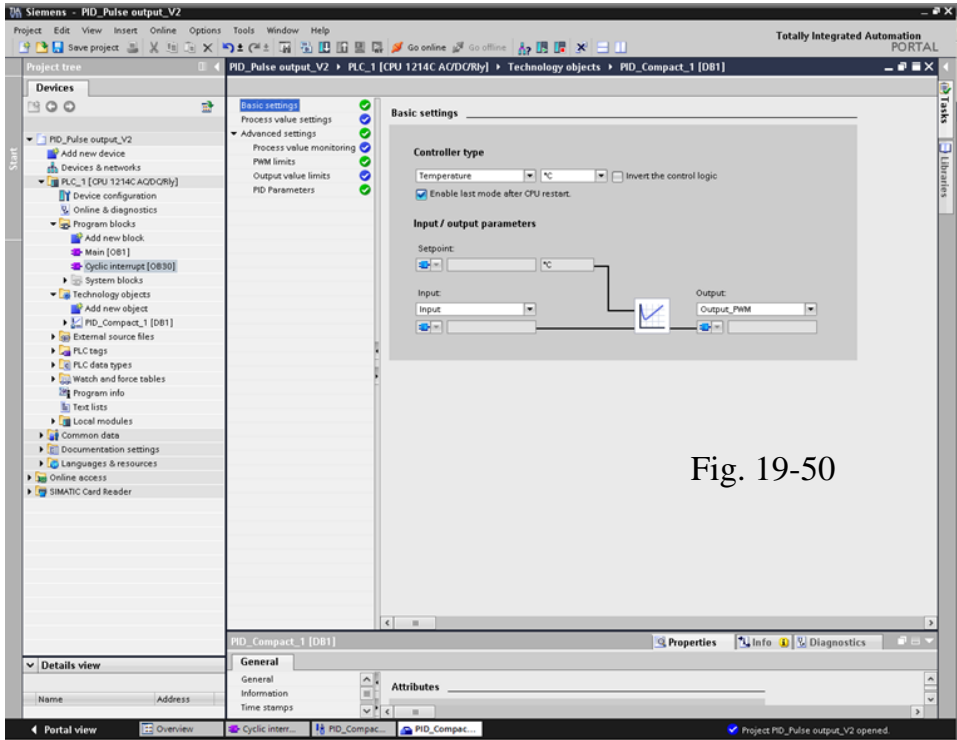 Siemens - PID_Pulse output_V2
Project Edit View Insert Online Options Tools Window Help
Totally Integrated Automation
PORTAL
Save project
Go online
Go offline
Project tree
PID_Pulse output_V2 PLC_1 [CPU 1214C AC/DC/Rly] Technology objects PID_Compact_1 [DB1]
Devices
PID_Pulse output_V2
Add new device
Devices & networks
PLC_1 [CPU 1214C AC/DC/Rly]
Device configuration
Online & diagnostics
Program blocks
Add new block
Main [OB1]
Cyclic interrupt [OB30]
System blocks
Technology objects
Add new object
PID_Compact_1 [DB1]
External source files
PLC tags
PLC data types
Watch and force tables
Program info
Text lists
Local modules
Common data
Documentation settings
Languages & resources
Online access
SIMATIC Card Reader
Start
Basic settings
Process value settings
Advanced settings
Process value monitoring
PWM limits
Output value limits
PID Parameters
Basic settings
Controller type
Temperature °C Invert the control logic
Enable last mode after CPU restart.
Input / output parameters
Setpoint:
°C
Input: Output:
Input Output_PWM
Fig. 19-50
Tasks
Libraries
PID_Compact_1 [DB1]
Properties Info Diagnostics
General
General
Information
Time stamps
Attributes
Details view
Name Address
Portal view Overview Cyclic interr... PID_Compac... PID_Compac...
Project PID_Pulse output_V2 opened.